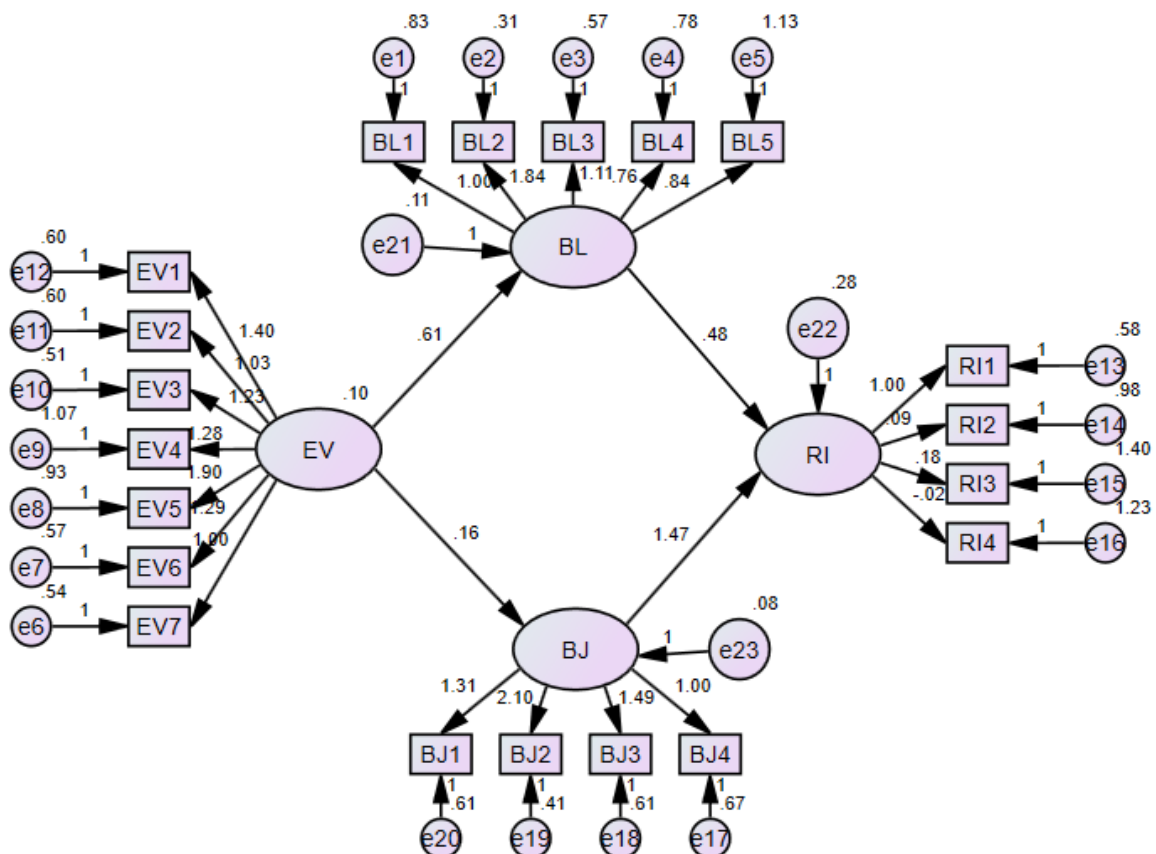 .83 .31 .57 .78 1.13
e1 e2 e3 e4 e5
1 1 1 1 1
BL1 BL2 BL3 BL4 BL5
1.00 1.84 1.11 .76 .84
.11
e21 1 BL
.60
e12 1 EV1
.60
e11 1 EV2
.51
e10 1 EV3
1.07
e9 1 EV4
.93
e8 1 EV5
.57
e7 1 EV6
.54
e6 1 EV7
1.40
1.03
1.23
1.28
1.90
1.29
1.00
.10
EV
.61
.16
.48
1.47
.28
e22
1
RI
1.00
.09
.18
-.02
.58
RI1 1 e13
.98
RI2 1 e14
1.40
RI3 1 e15
1.23
RI4 1 e16
.08
BJ 1 e23
1.31 2.10 1.49 1.00
BJ1 BJ2 BJ3 BJ4
1 1 1 1
.61 .41 .61 .67
e20 e19 e18 e17